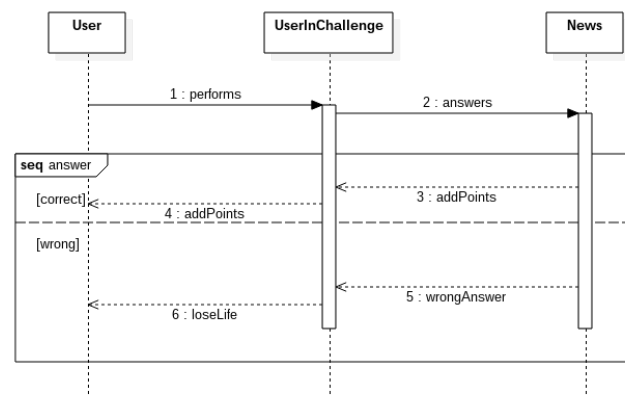 User
UserInChallenge
News
1 : performs
2 : answers
seq answer
[correct]
3 : addPoints
4 : addPoints
[wrong]
5 : wrongAnswer
6 : loseLife